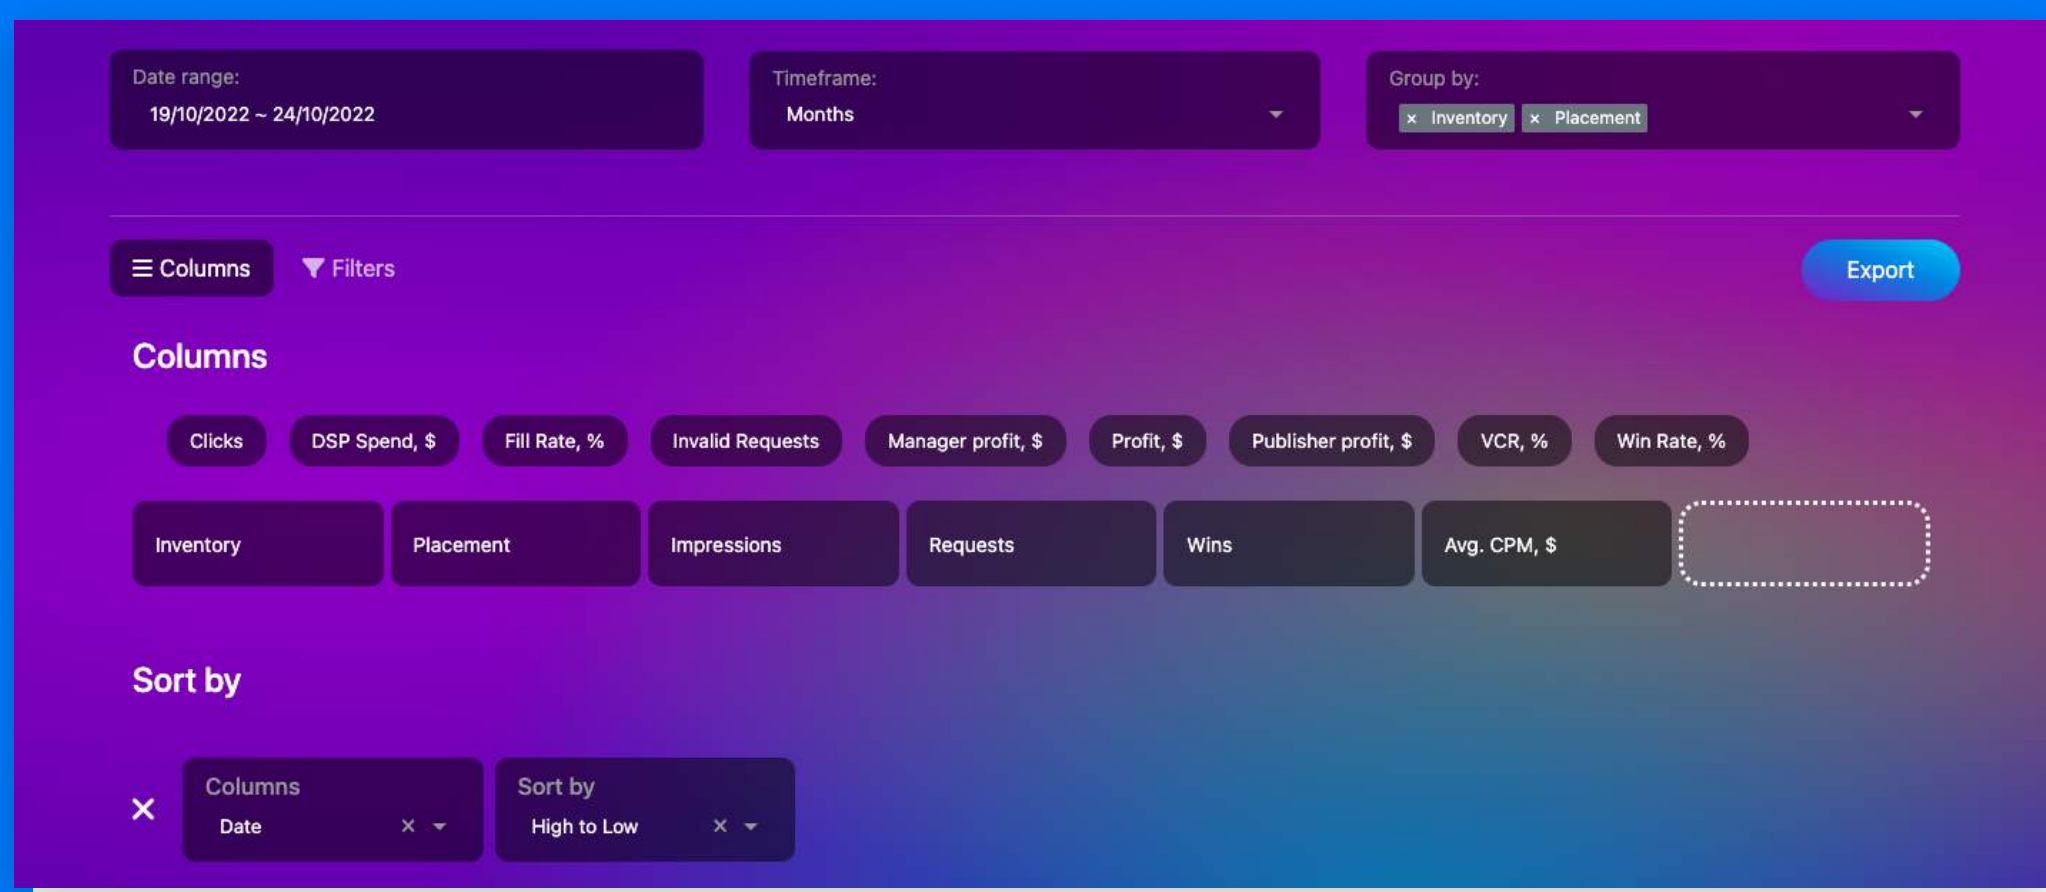 Date range:
19/10/2022 ~ 24/10/2022
Timeframe:
Months
Group by:
× Inventory × Placement
Columns Filters
Export
Columns
Clicks DSP Spend, $ Fill Rate, % Invalid Requests Manager profit, $ Profit, $ Publisher profit, $ VCR, % Win Rate, %
Inventory Placement Impressions Requests Wins Avg. CPM, $
Sort by
Columns
Date
Sort by
High to Low